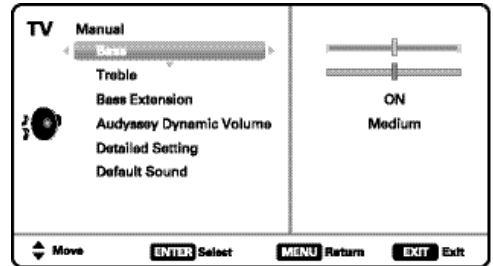 TV
Manual
Bass
Treble
Bass Extension ON
Audyssey Dynamic Volume Medium
Detailed Setting
Default Sound
Move ENTER Select MENU Return EXIT Exit